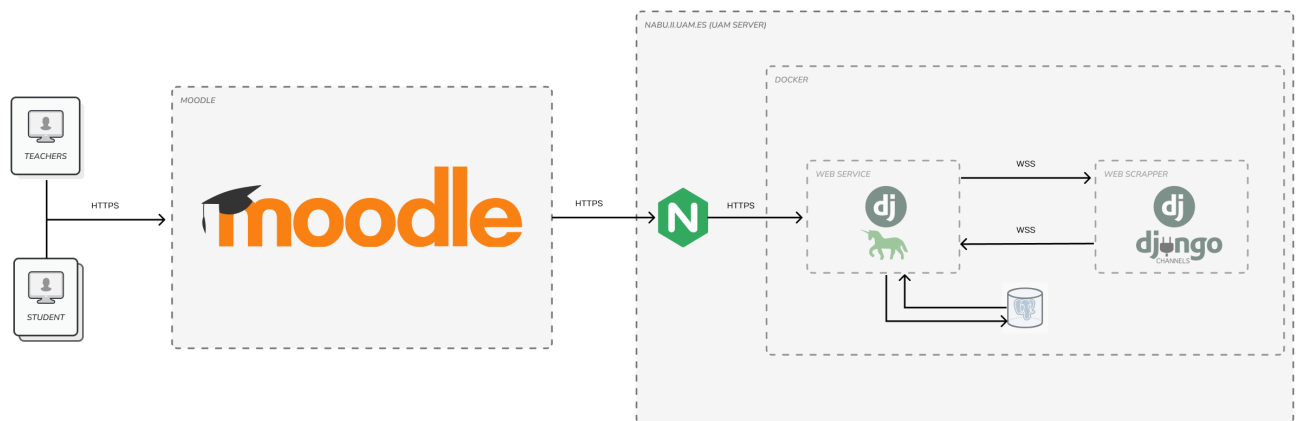 NABU.II.UAM.ES (UAM SERVER)
DOCKER
MOODLE
TEACHERS
HTTPS
STUDENT
moodle
HTTPS
N
HTTPS
WEB SERVICE
dj
WSS
WSS
WEB SCRAPPER
dj
django
CHANNELS